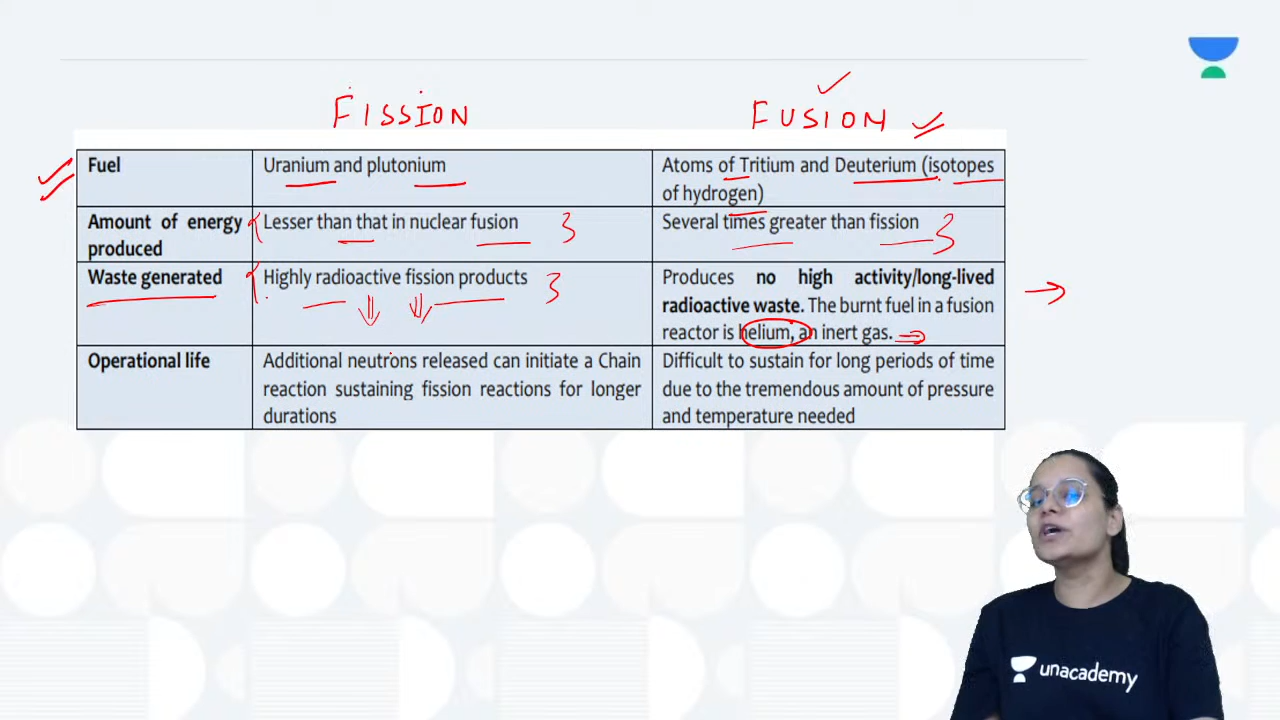 FISSION
FUSION
Fuel
Uranium and plutonium
Atoms of Tritium and Deuterium (isotopes
of hydrogen)
Amount of energy
produced
Lesser than that in nuclear fusion
Several times greater than fission
Waste generated
Highly radioactive fission products
Produces no high activity/long-lived
radioactive waste. The burnt fuel in a fusion
reactor is helium, an inert gas.
Operational life
Additional neutrons released can initiate a Chain
reaction sustaining fission reactions for longer
durations
Difficult to sustain for long periods of time
due to the tremendous amount of pressure
and temperature needed
unacademy